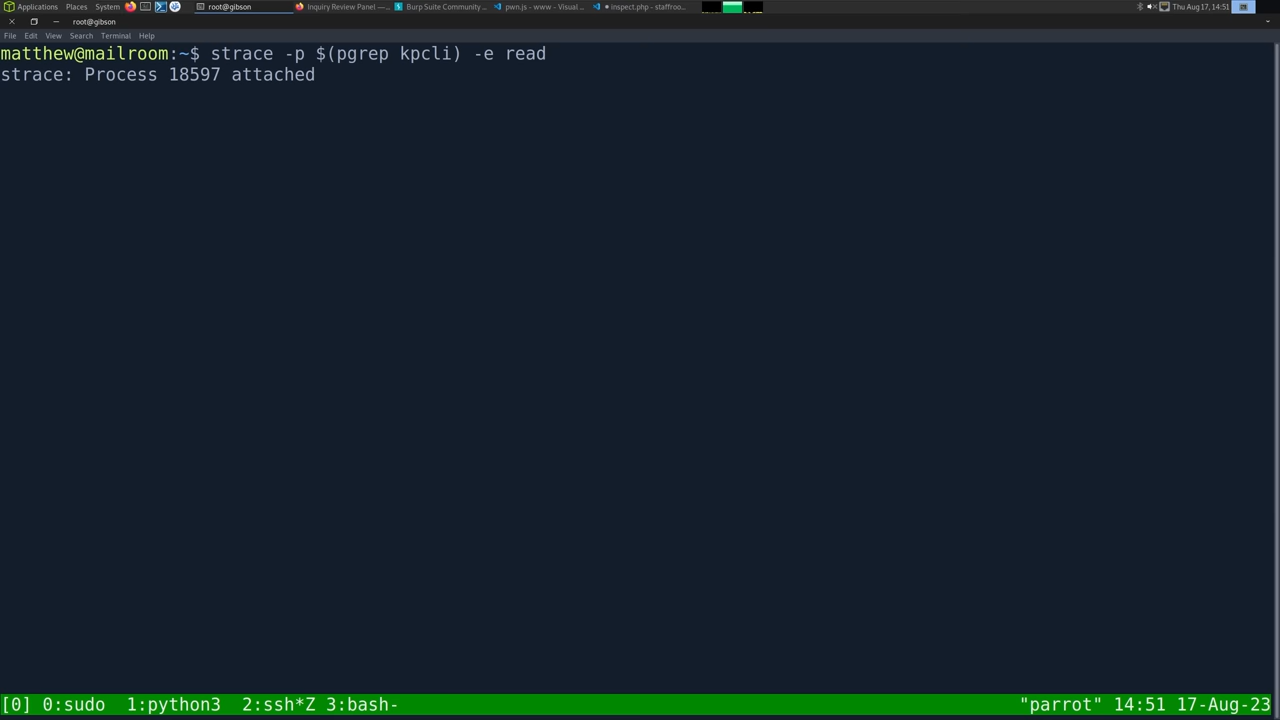 Applications Places System root@gibson Inquiry Review Panel —... Burp Suite Community ... pwn.js - www - Visual ... inspect.php - staffroo... Thu Aug 17, 14:51
root@gibson
File Edit View Search Terminal Help
matthew@mailroom:~$ strace -p $(pgrep kpcli) -e read
strace: Process 18597 attached
[0] 0:sudo 1:python3 2:ssh*Z 3:bash- "parrot" 14:51 17-Aug-23